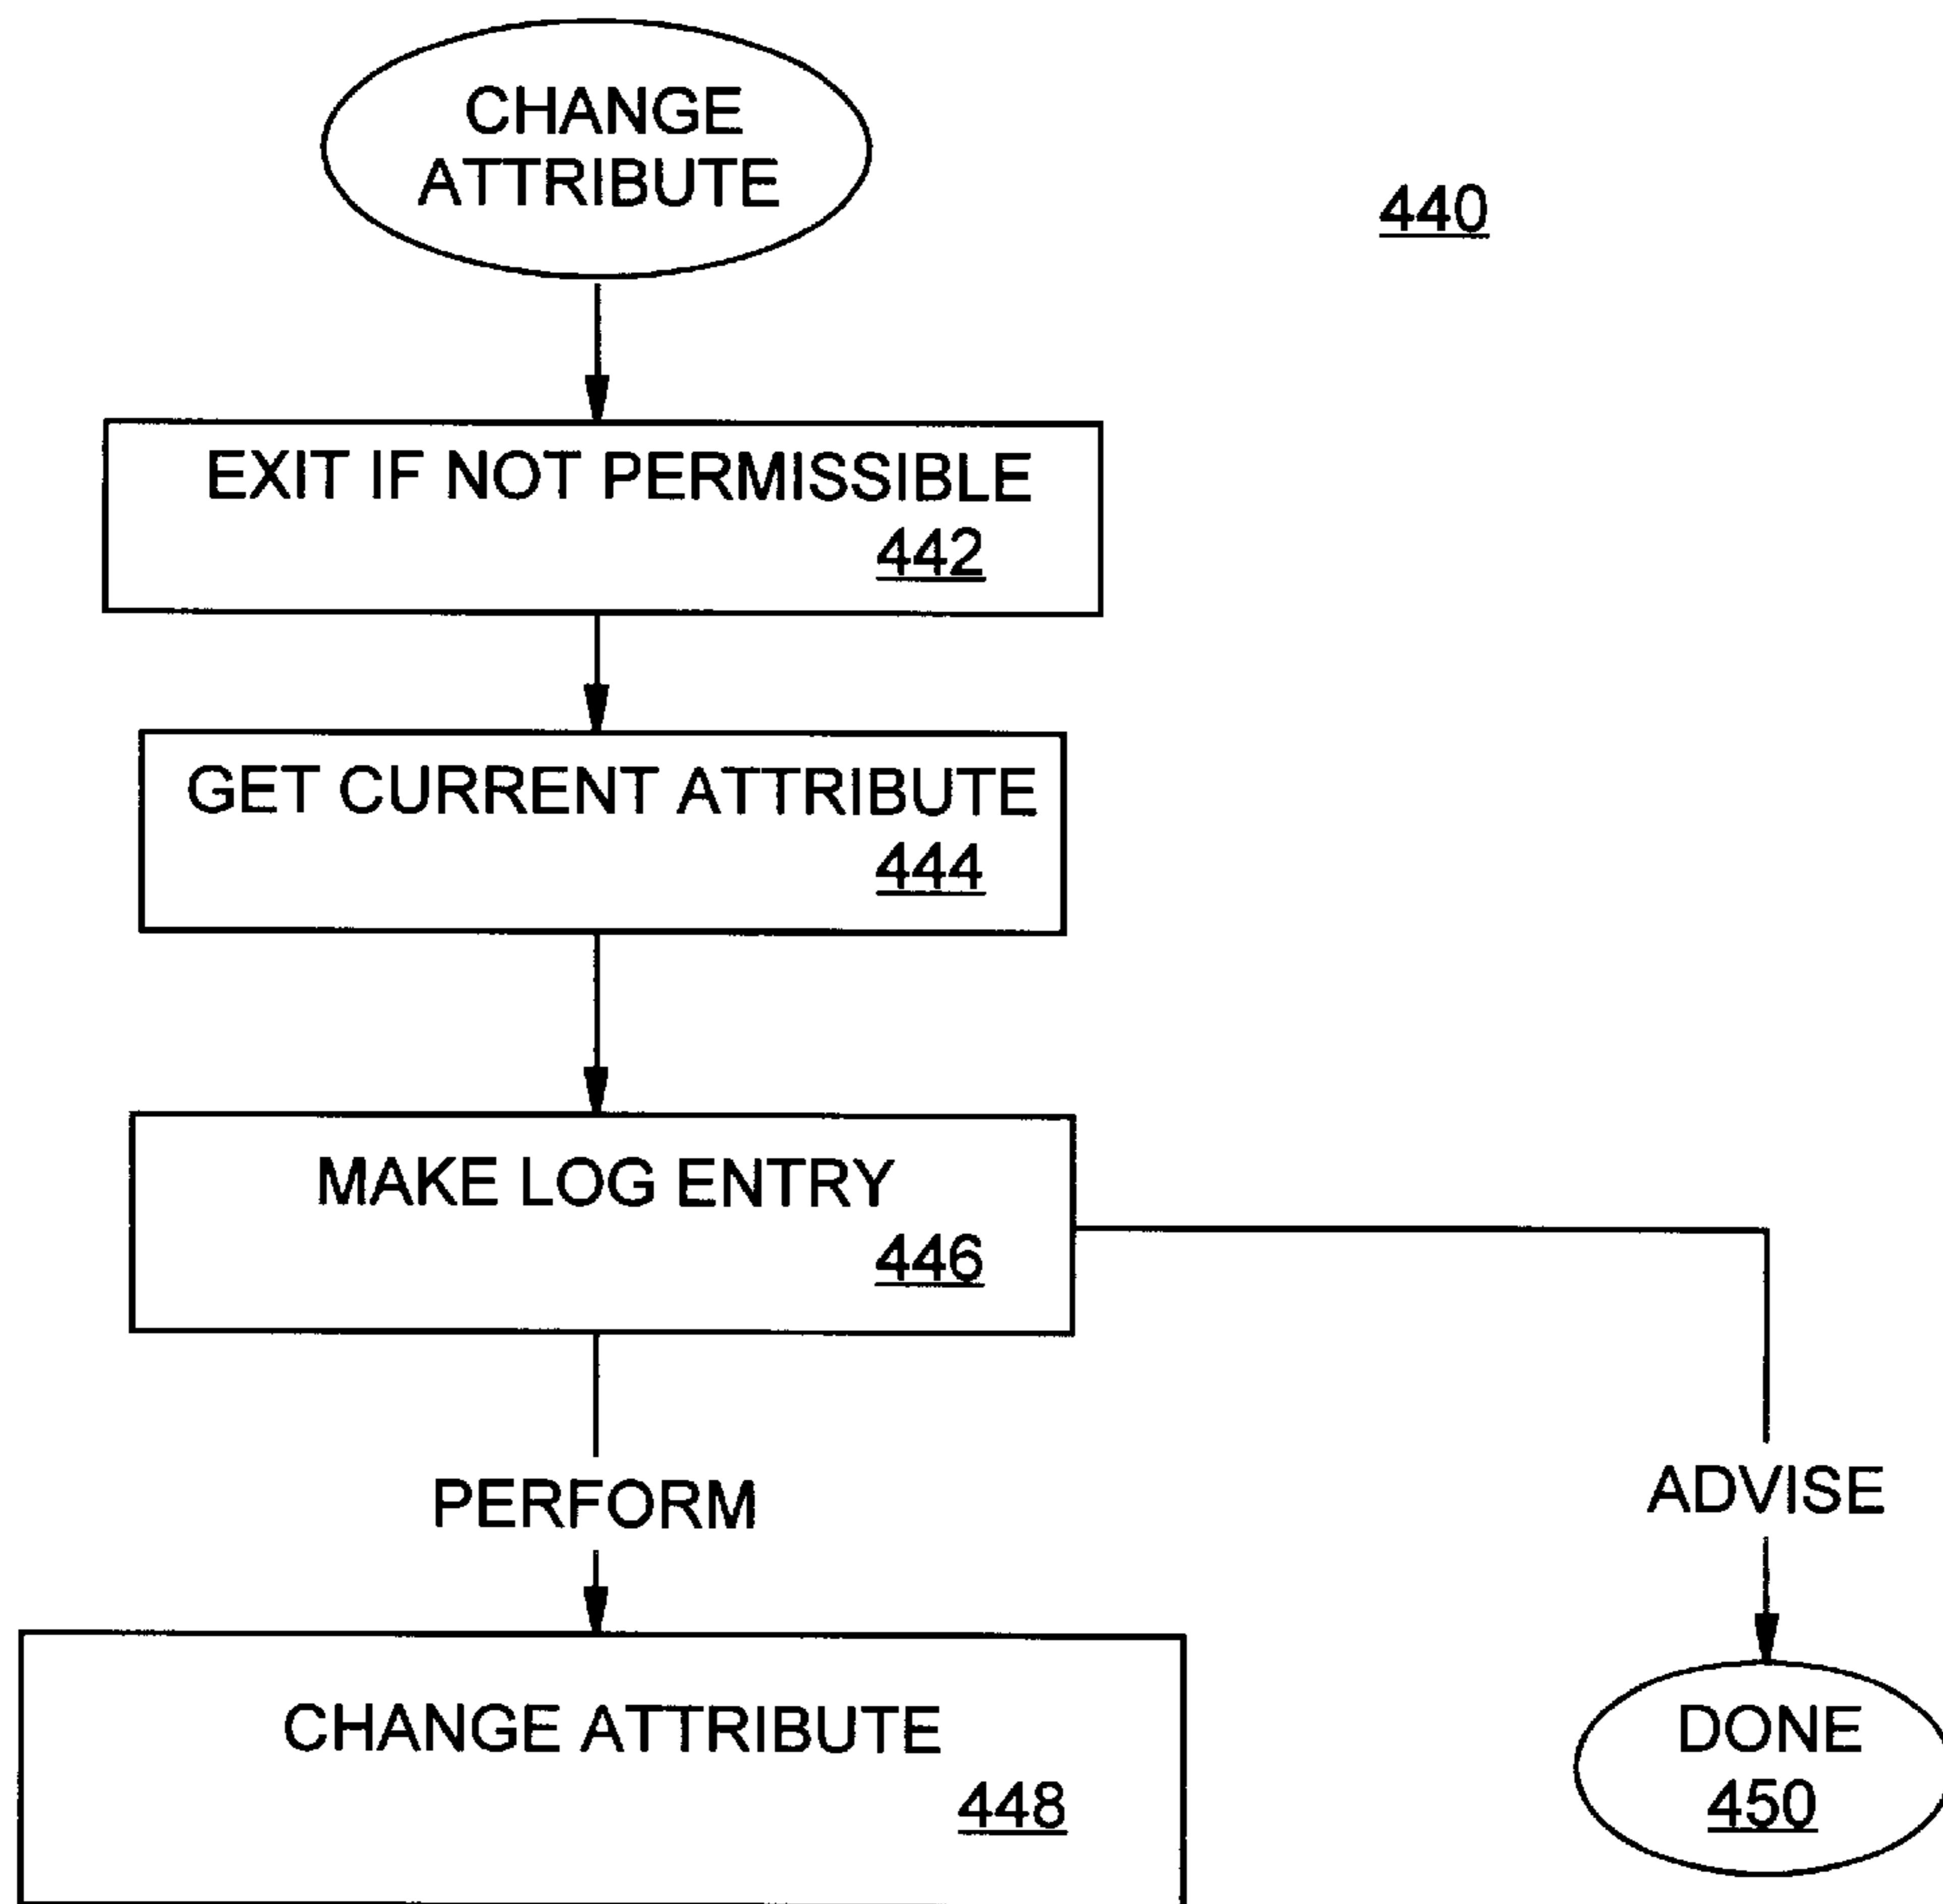 CHANGE
ATTRIBUTE
440
EXIT IF NOT PERMISSIBLE
442
GET CURRENT ATTRIBUTE
444
MAKE LOG ENTRY
446
PERFORM
ADVISE
CHANGE ATTRIBUTE
448
DONE
450